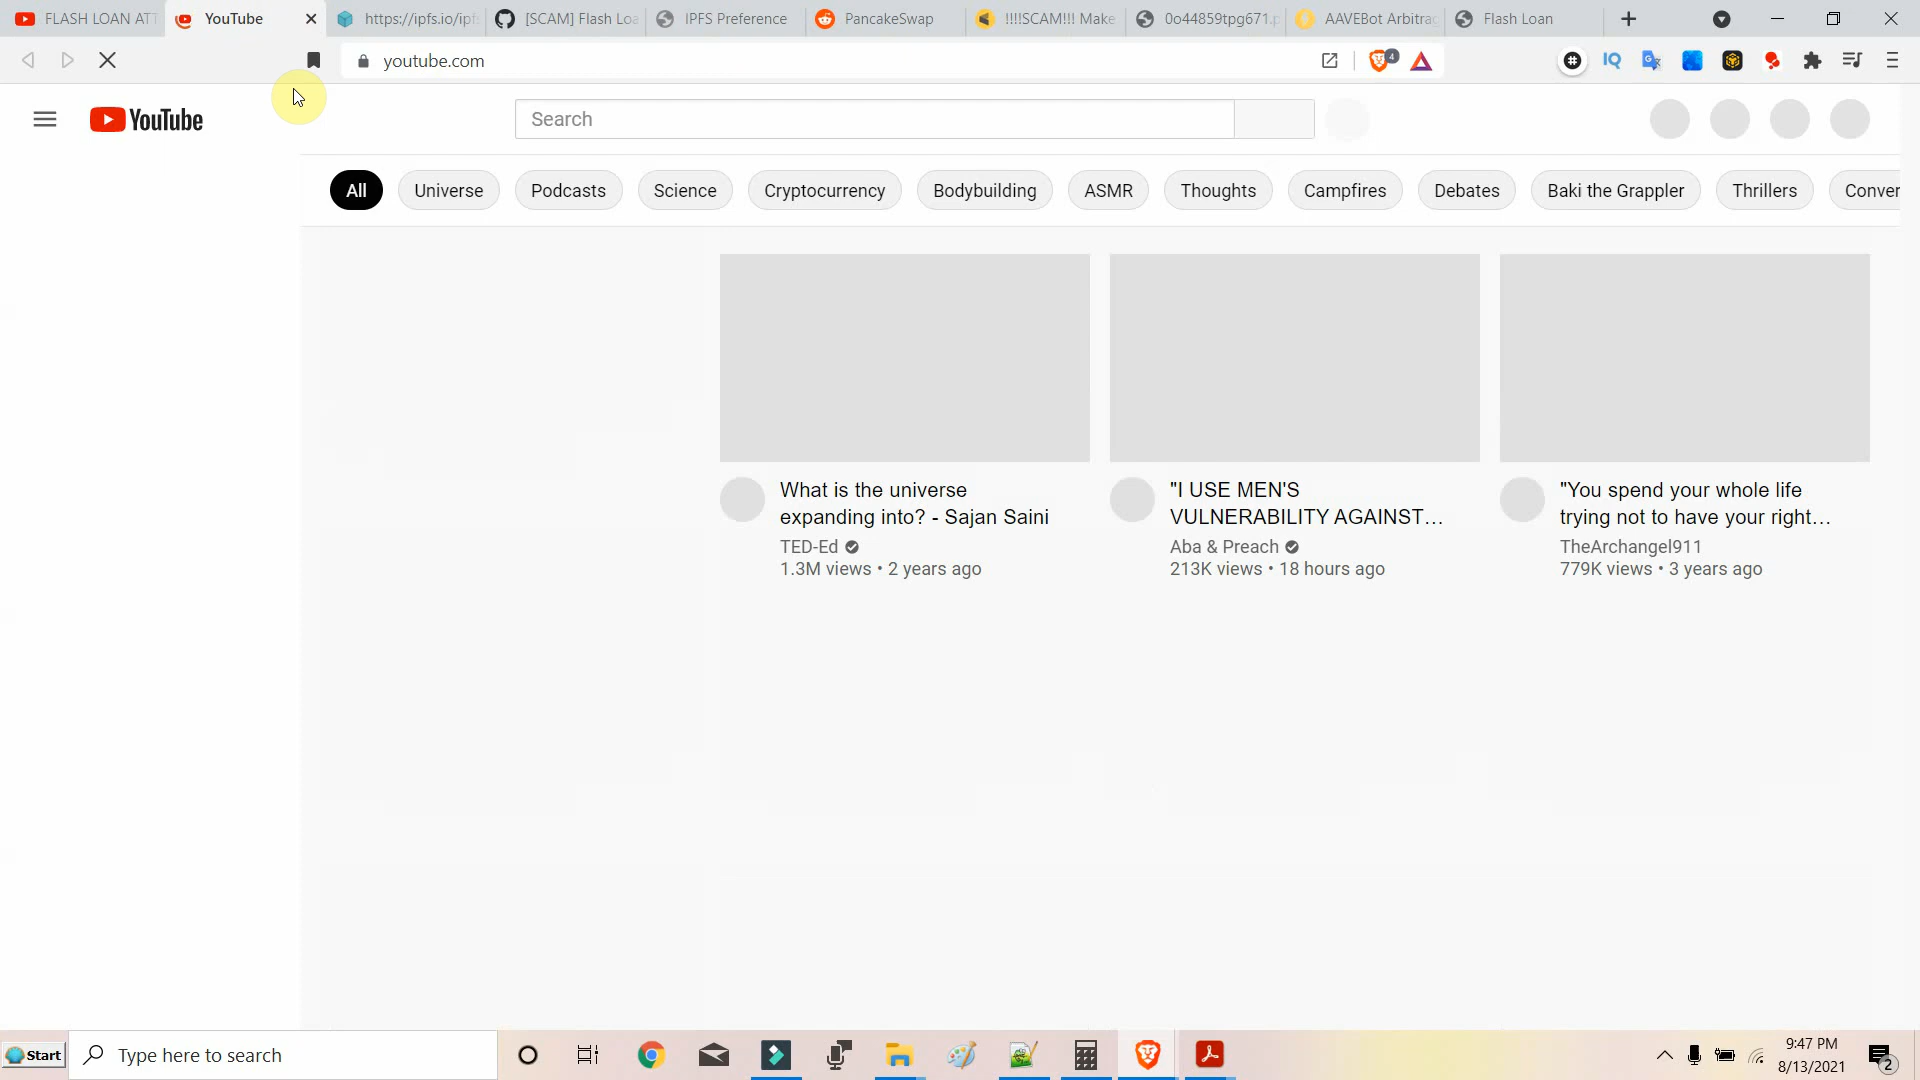 FLASH LOAN ATT
YouTube
https://ipfs.io/ipf
[SCAM] Flash Loa
IPFS Preference
PancakeSwap
!!!!SCAM!!! Make
0o44859tpg671.p
AAVEBot Arbitrac
Flash Loan
youtube.com
4
IQ
YouTube
Search
All
Universe
Podcasts
Science
Cryptocurrency
Bodybuilding
ASMR
Thoughts
Campfires
Debates
Baki the Grappler
Thrillers
Conver
What is the universe
expanding into? - Sajan Saini
TED-Ed
1.3M views • 2 years ago
"I USE MEN'S
VULNERABILITY AGAINST...
Aba & Preach
213K views • 18 hours ago
"You spend your whole life
trying not to have your right...
TheArchangel911
779K views • 3 years ago
Start
Type here to search
9:47 PM
8/13/2021
2